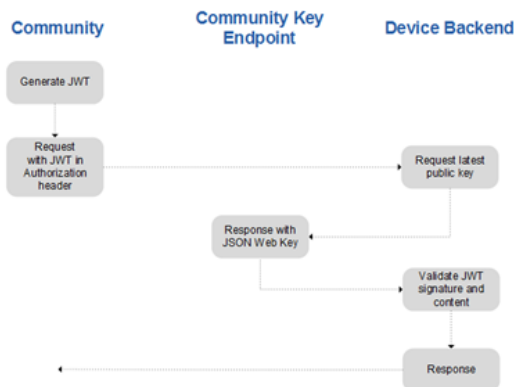 Community
Community Key
Endpoint
Device Backend
Generate JWT
Request
with JWT in
Authorization
header
Request latest
public key
Response with
JSON Web Key
Validate JWT
signature and
content
Response